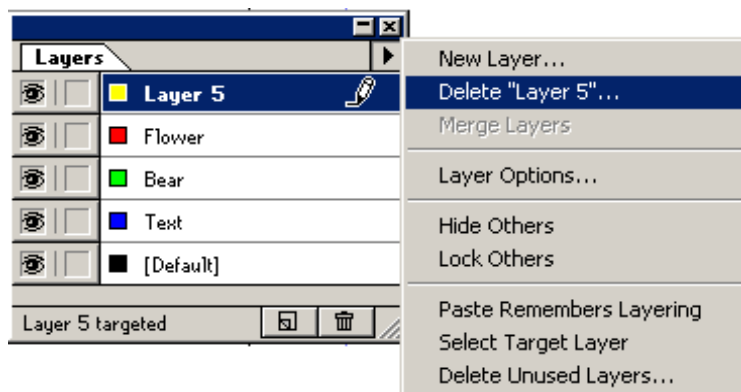 Layers
Layer 5
Flower
Bear
Text
[Default]
Layer 5 targeted
New Layer...
Delete "Layer 5"...
Merge Layers
Layer Options...
Hide Others
Lock Others
Paste Remembers Layering
Select Target Layer
Delete Unused Layers...